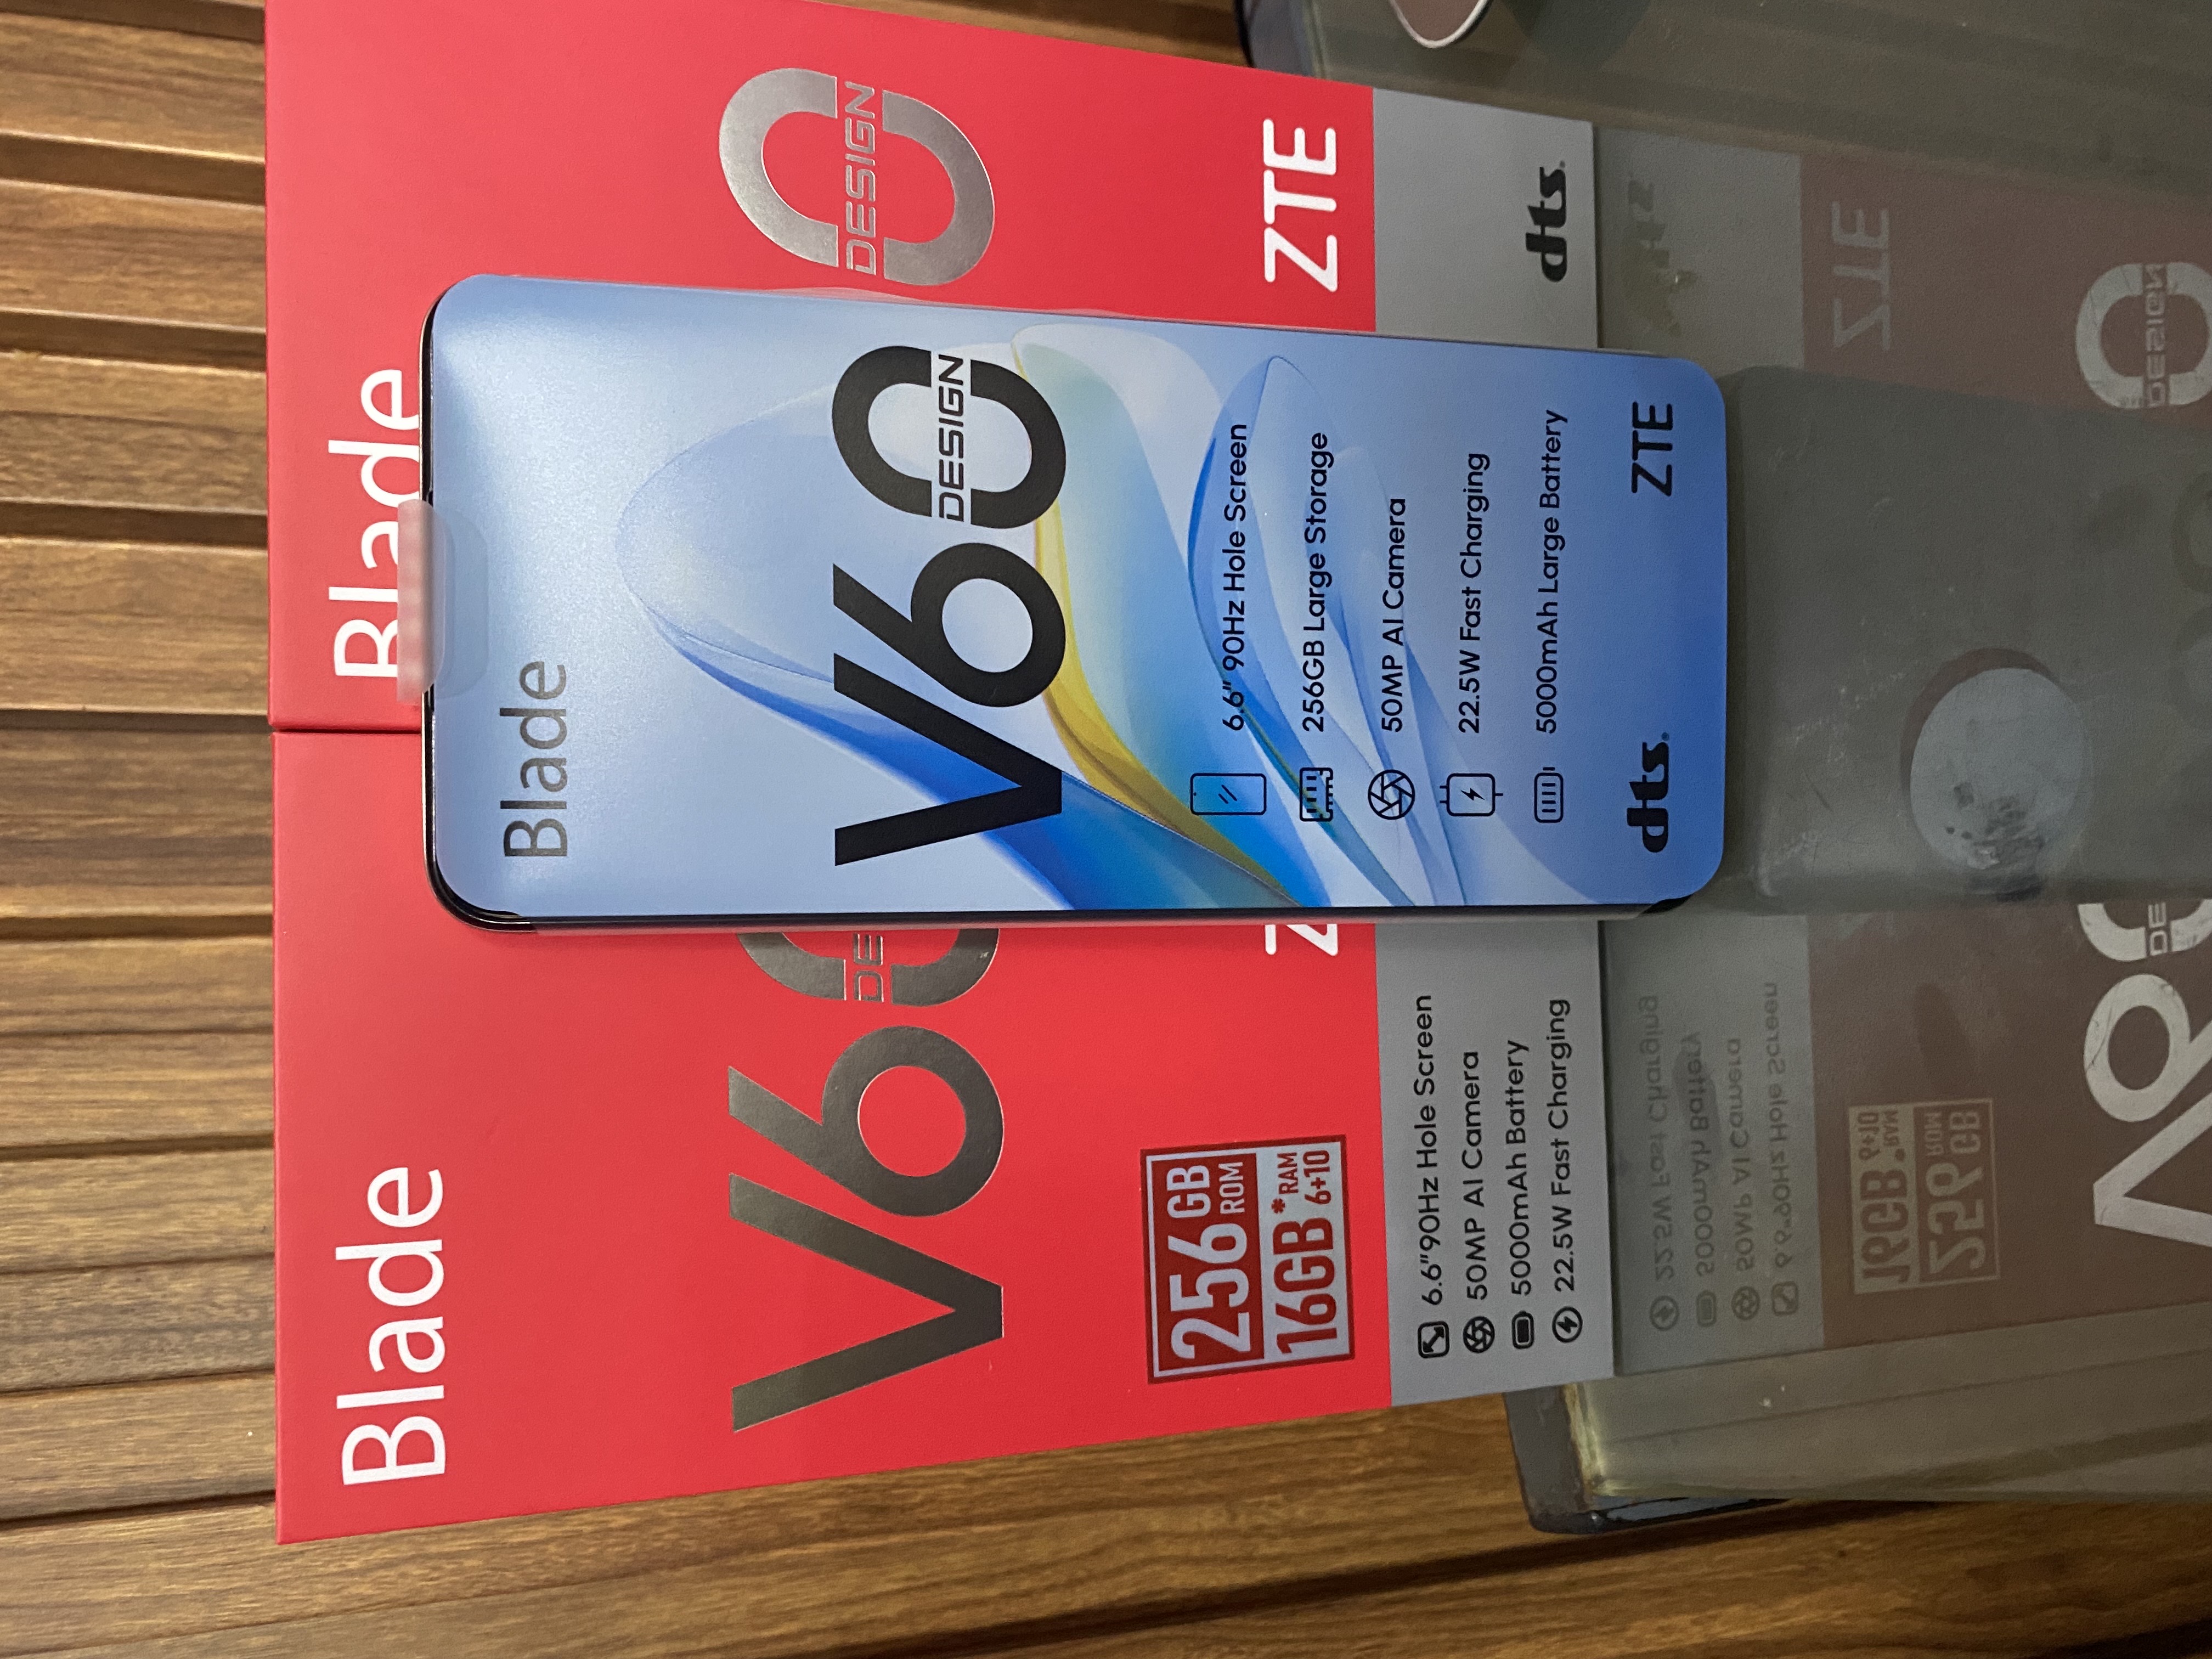 Blade
V60
DESIGN
6.6" 90Hz Hole Screen
256GB Large Storage
50MP AI Camera
22.5W Fast Charging
5000mAh Large Battery
dts
ZTE
Blade
V60
DE
Z
256GB
ROM
16GB*RAM
6+10
6.6"90Hz Hole Screen
50MP AI Camera
5000mAh Battery
22.5W Fast Charging
Blade
0
DESIGN
ZTE
dts